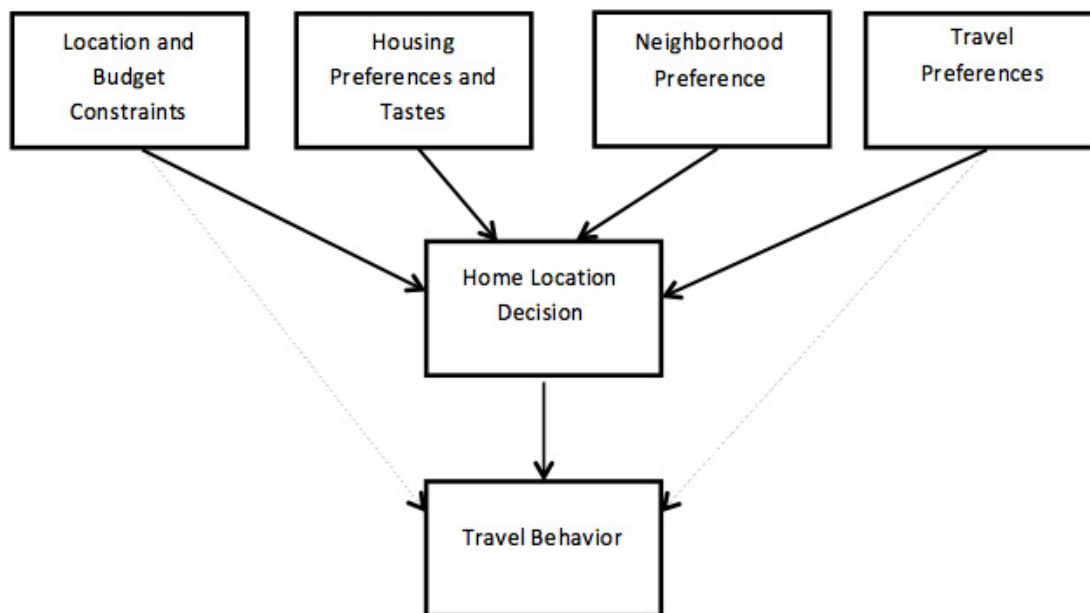 Location and
Budget
Constraints
Housing
Preferences and
Tastes
Neighborhood
Preference
Travel
Preferences
Home Location
Decision
Travel Behavior